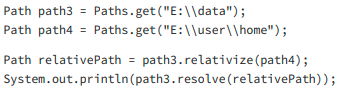 Path path3 = Paths.get("E:\\data");
Path path4 = Paths.get("E:\\user\\home");
Path relativePath = path3.relativize(path4);
System.out.println(path3.resolve(relativePath));